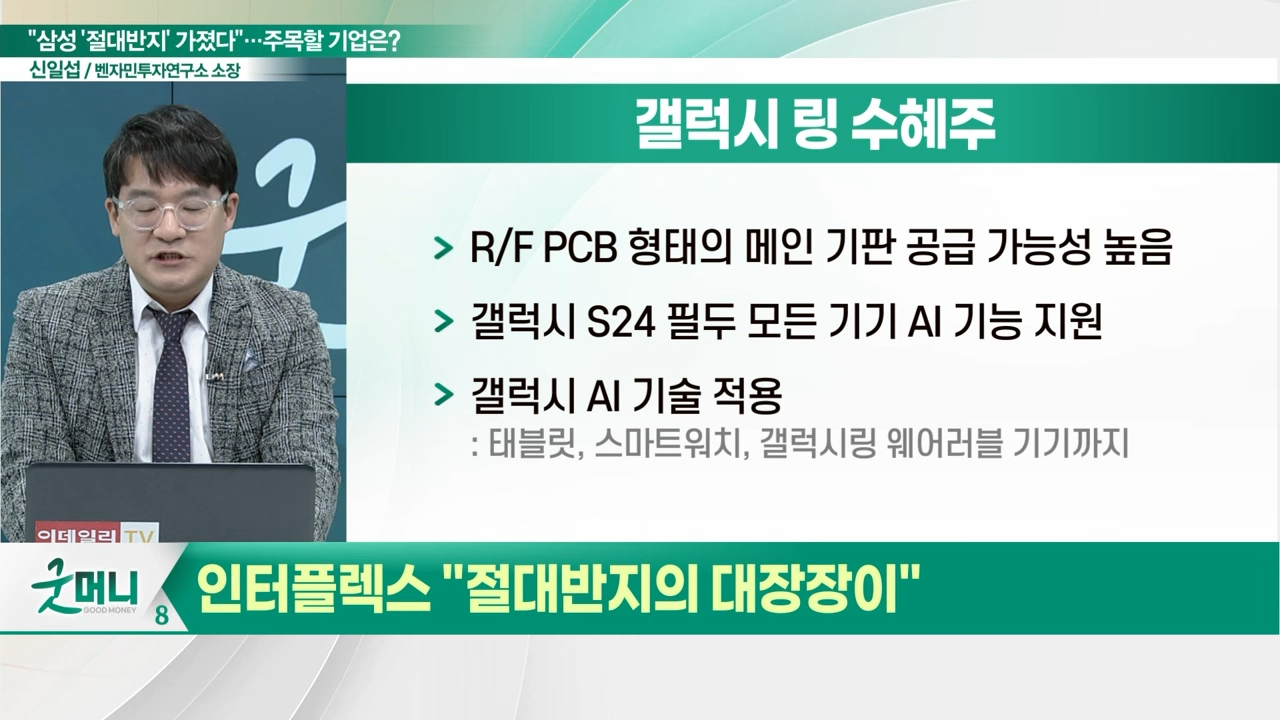 "삼성 '절대반지' 가졌다"…주목할 기업은?
신일섭 / 벤자민투자연구소 소장
갤럭시 링 수혜주
> R/F PCB 형태의 메인 기판 공급 가능성 높음
> 갤럭시 S24 필두 모든 기기 AI 기능 지원
> 갤럭시 AI 기술 적용
: 태블릿, 스마트워치, 갤럭시링 웨어러블 기기까지
이데일리 TV
굿머니
GOOD MONEY
8
인터플렉스 "절대반지의 대장장이"